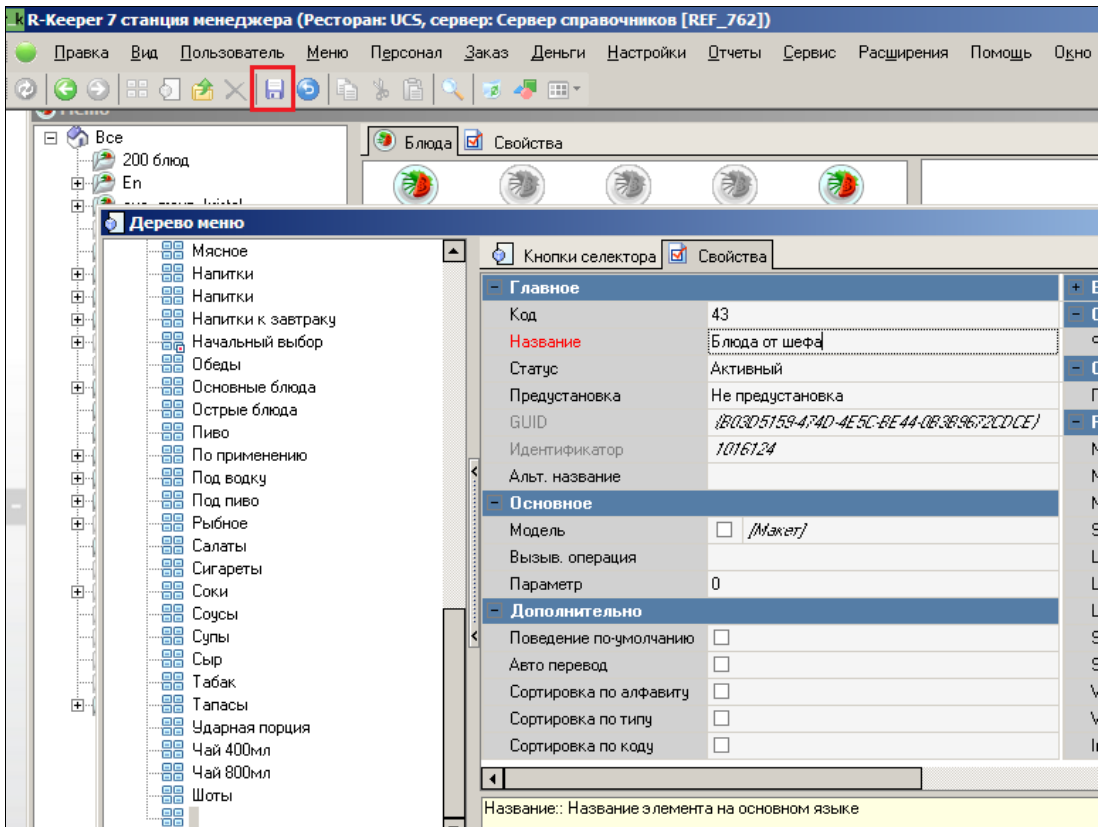 R-Keeper 7 станция менеджера (Ресторан: UCS, сервер: Сервер справочников [REF_762])
Правка Вид Пользователь Меню Персонал Заказ Деньги Настройки Отчеты Сервис Расширения Помощь Окно
Все
200 блюд
En
Блюда Свойства
Дерево меню
Мясное
Напитки
Напитки
Напитки к завтраку
Начальный выбор
Обеды
Основные блюда
Острые блюда
Пиво
По применению
Под водку
Под пиво
Рыбное
Салаты
Сигареты
Соки
Соусы
Супы
Сыр
Табак
Тапасы
Ударная порция
Чай 400мл
Чай 800мл
Шоты
Кнопки селектора Свойства
Главное
Код 43
Название Блюда от шефа
Статус Активный
Предустановка Не предустановка
GUID {B03D5159-474D-4E5C-BE44-0B3B9672CDCE}
Идентификатор 1016124
Альт. название
Основное
Модель [Макет]
Вызыв. операция
Параметр 0
Дополнительно
Поведение по-умолчанию
Авто перевод
Сортировка по алфавиту
Сортировка по типу
Сортировка по коду
Название:: Название элемента на основном языке